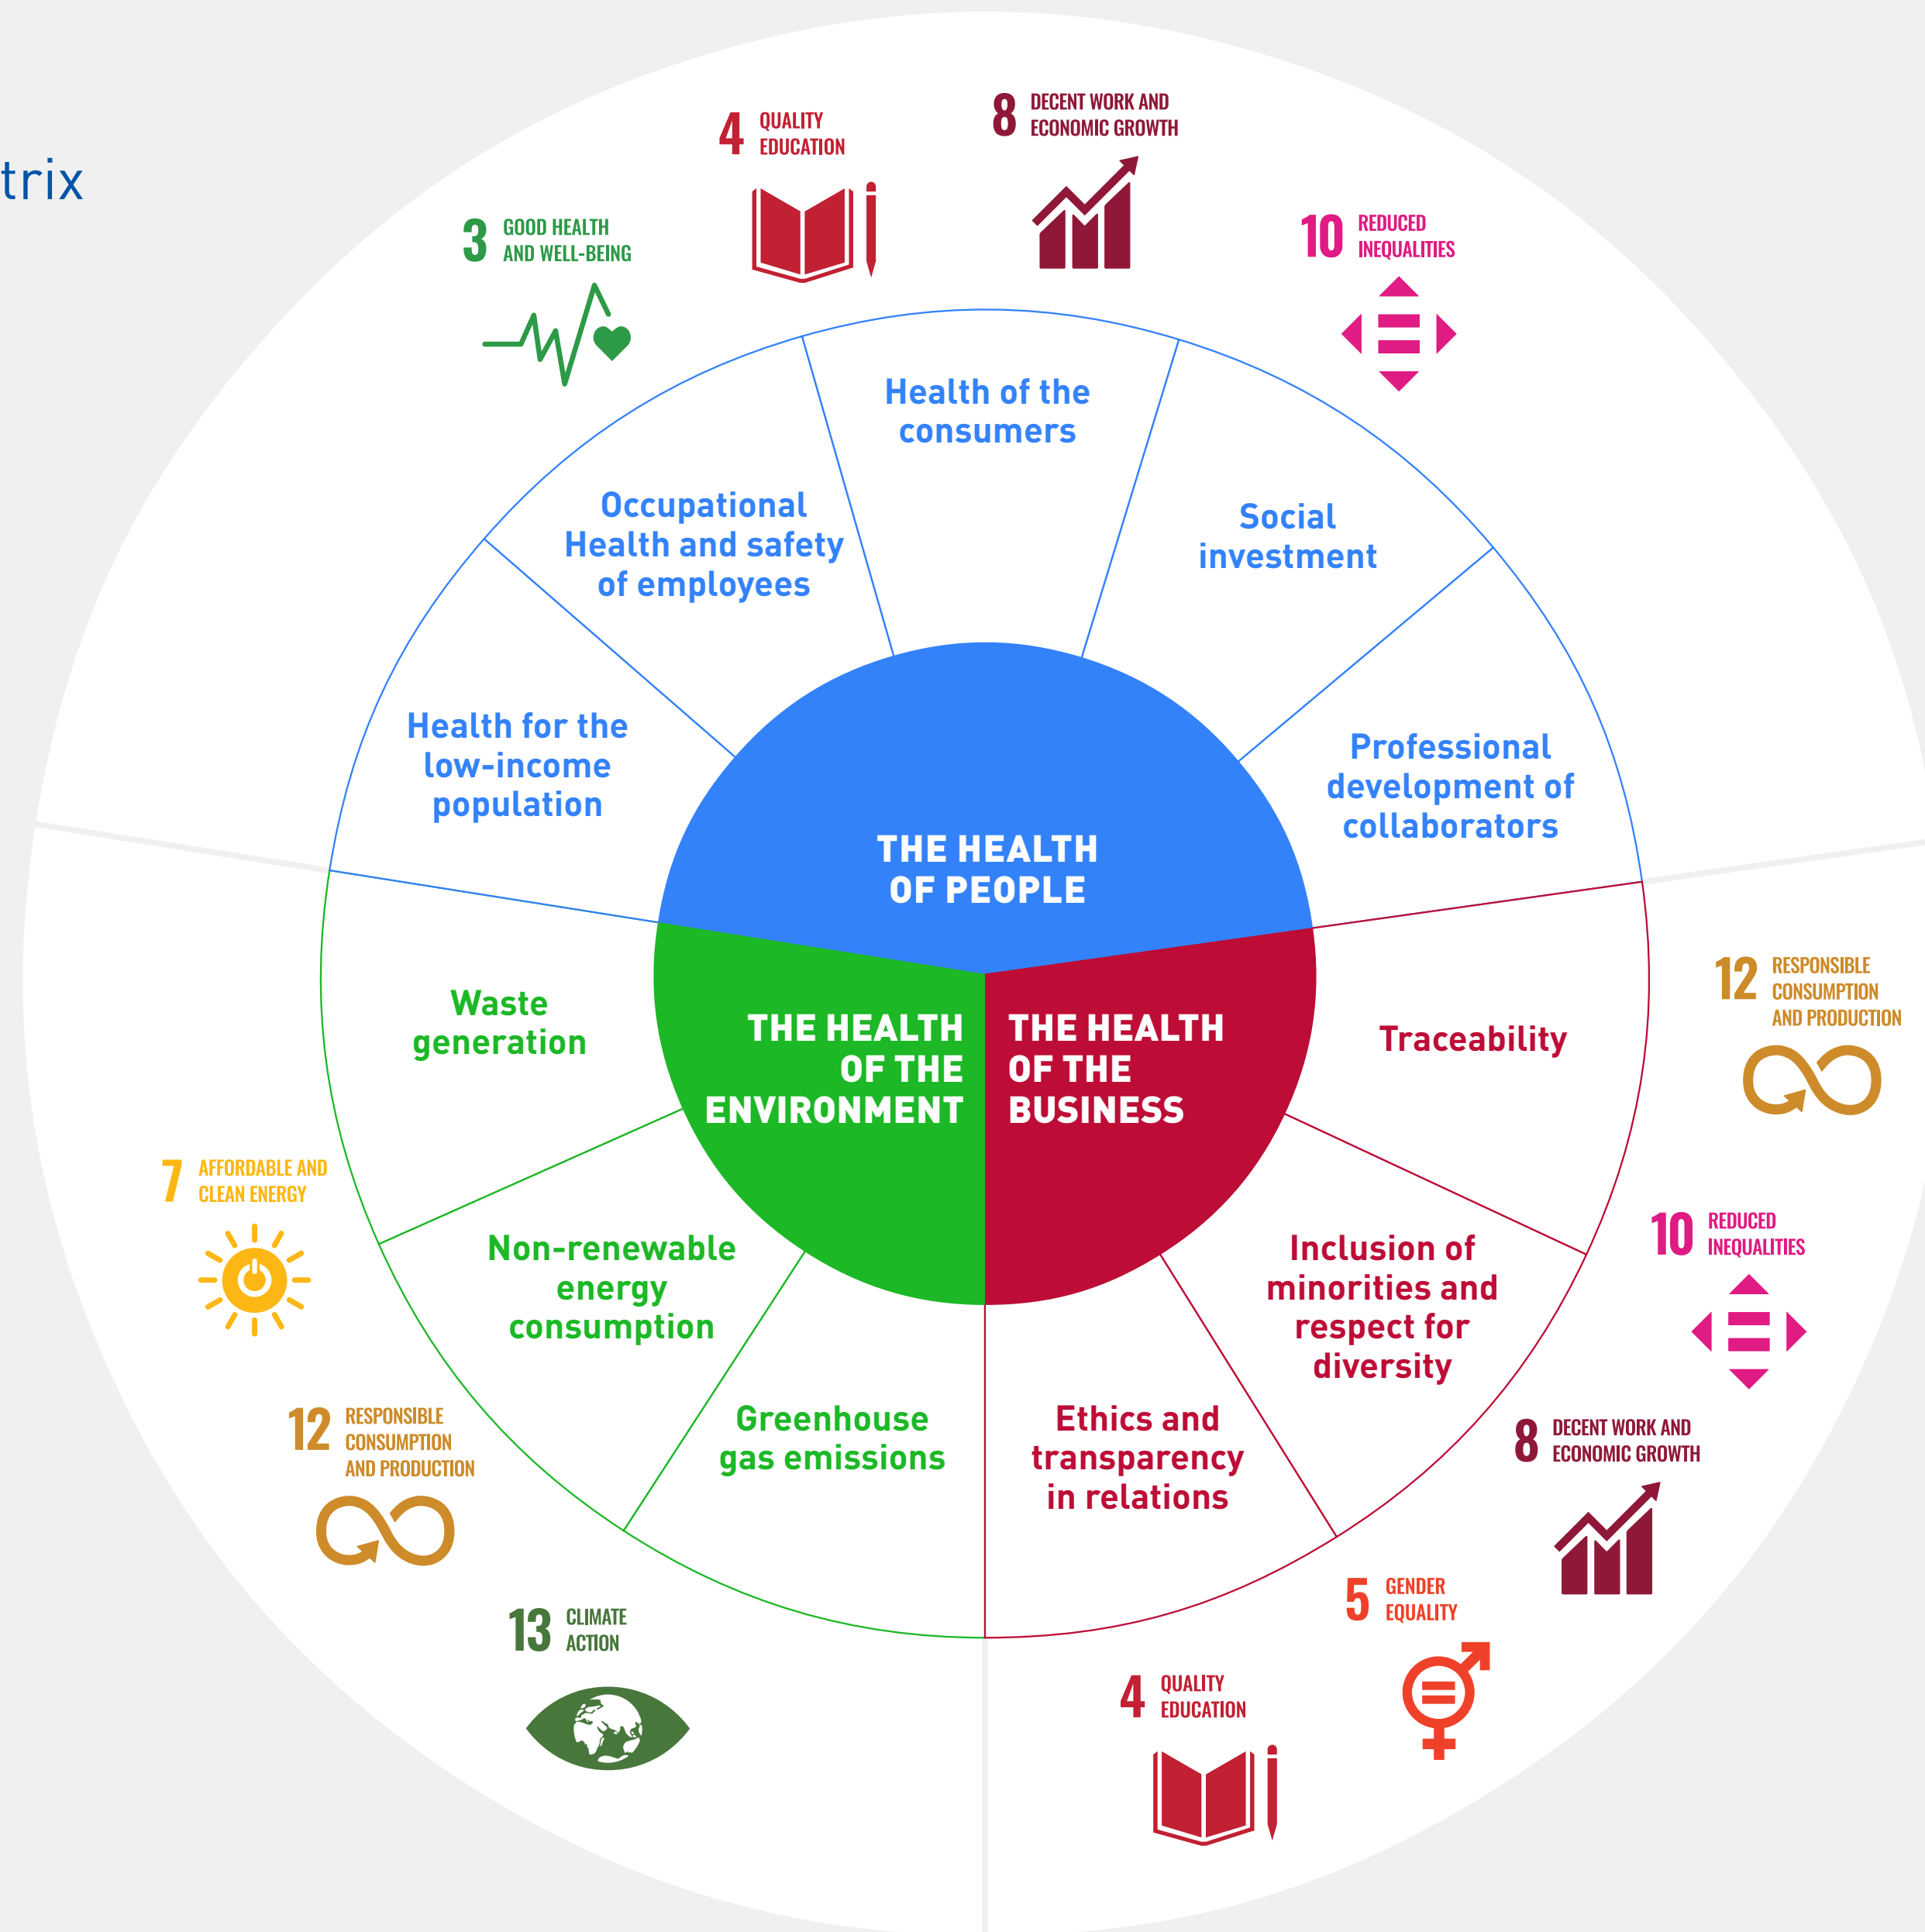 trix
4 QUALITY
EDUCATION
8 DECENT WORK AND
ECONOMIC GROWTH
3 GOOD HEALTH
AND WELL-BEING
10 REDUCED
INEQUALITIES
Health of the
consumers
Occupational
Health and safety
of employees
Social
investment
Health for the
low-income
population
Professional
development of
collaborators
THE HEALTH
OF PEOPLE
Waste
generation
THE HEALTH
OF THE
ENVIRONMENT
THE HEALTH
OF THE
BUSINESS
Traceability
12 RESPONSIBLE
CONSUMPTION
AND PRODUCTION
7 AFFORDABLE AND
CLEAN ENERGY
Non-renewable
energy
consumption
Inclusion of
minorities and
respect for
diversity
10 REDUCED
INEQUALITIES
12 RESPONSIBLE
CONSUMPTION
AND PRODUCTION
Greenhouse
gas emissions
Ethics and
transparency
in relations
8 DECENT WORK AND
ECONOMIC GROWTH
13 CLIMATE
ACTION
5 GENDER
EQUALITY
4 QUALITY
EDUCATION